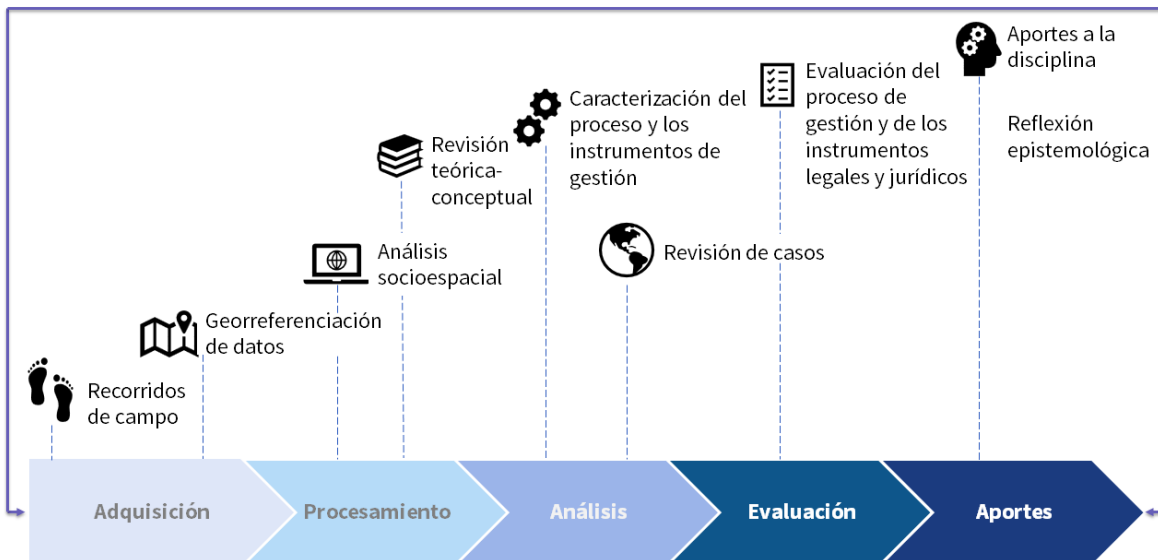 Aportes a la
disciplina
Reflexión
epistemológica
Evaluación del
proceso de
gestión y de los
instrumentos
legales y jurídicos
Caracterización del
proceso y los
instrumentos de
gestión
Revisión
teórica-
conceptual
Revisión de casos
Análisis
socioespacial
Georreferenciación
de datos
Recorridos
de campo
Adquisición
Procesamiento
Análisis
Evaluación
Aportes